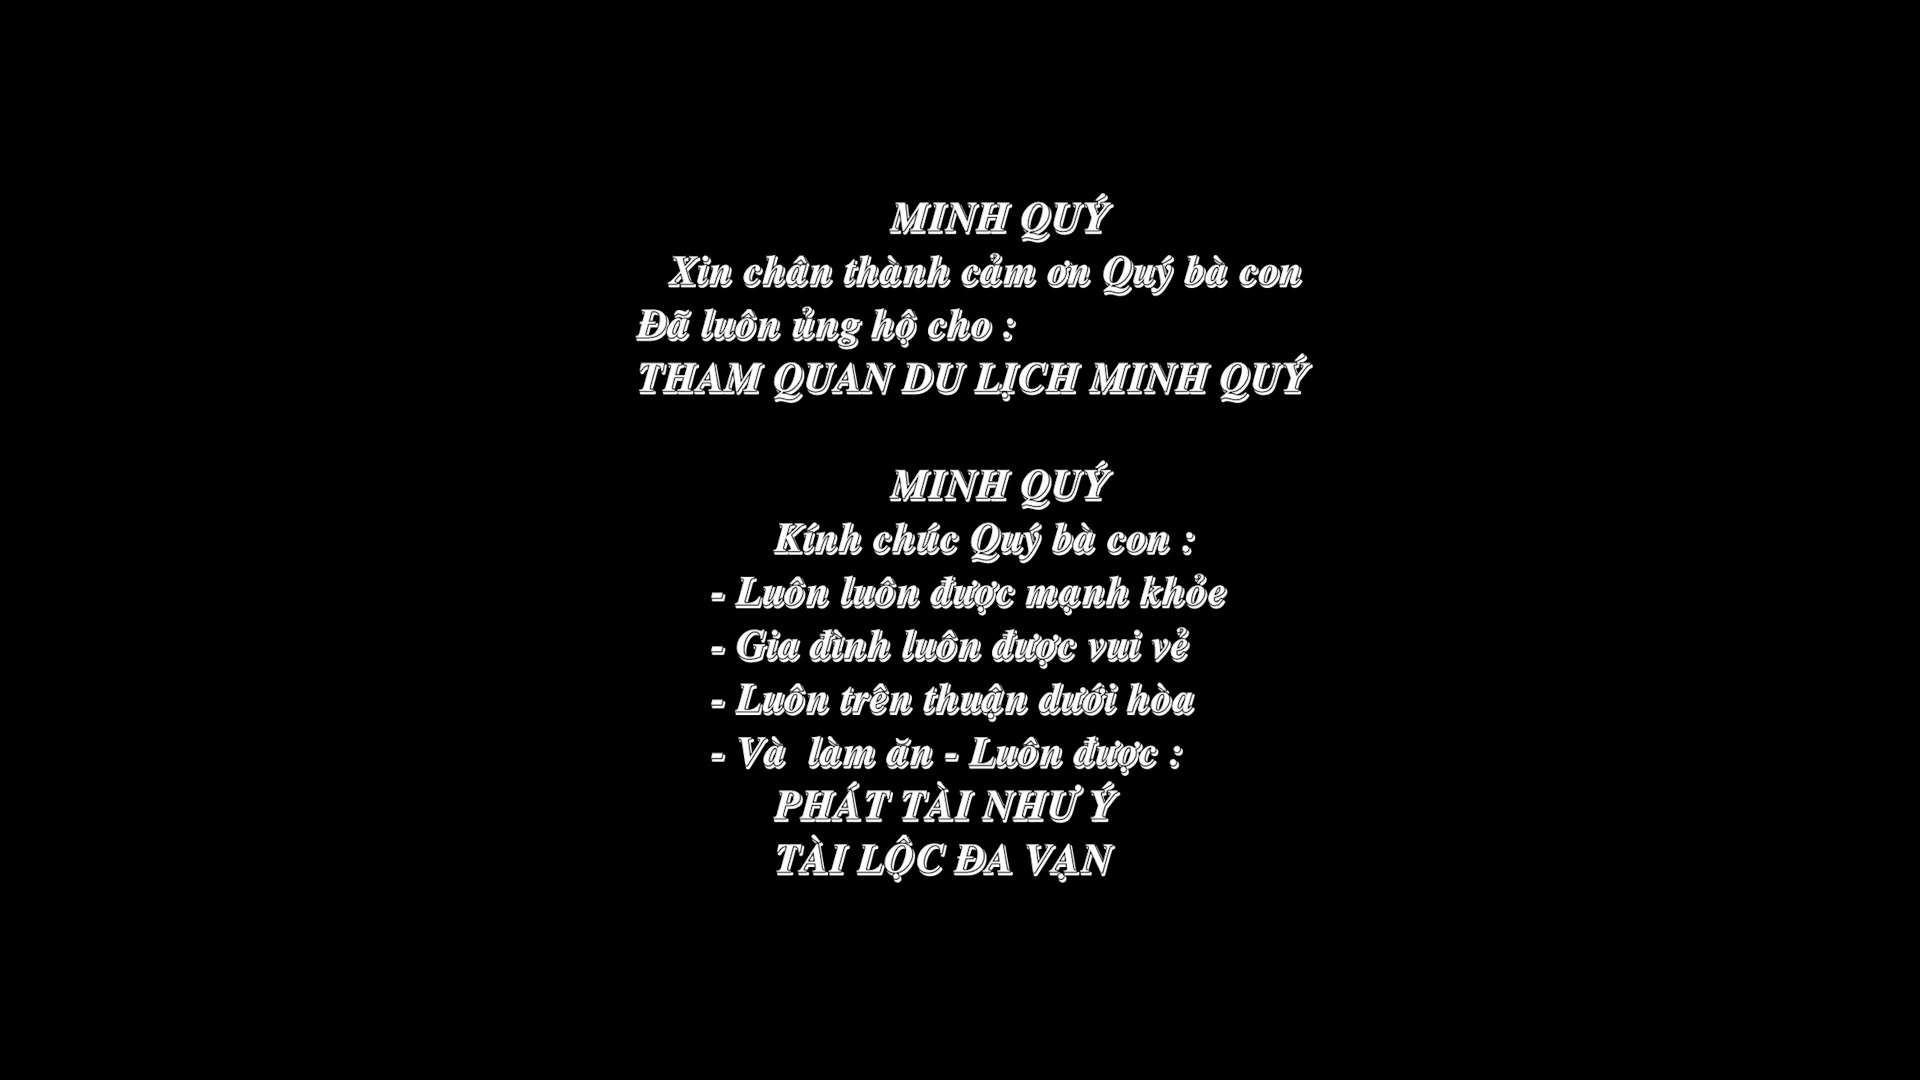 MINH QUÝ
Xin chân thành cảm ơn Quý bà con
Đã luôn ủng hộ cho :
THAM QUAN DU LỊCH MINH QUÝ
MINH QUÝ
Kính chúc Quý bà con :
- Luôn luôn được mạnh khỏe
- Gia đình luôn được vui vẻ
- Luôn trên thuận dưới hòa
- Và  làm ăn - Luôn được :
PHÁT TÀI NHƯ Ý
TÀI LỘC ĐA VẠN